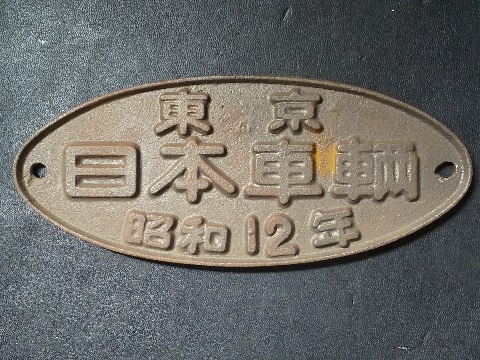 東京
日本車輌
昭和12年